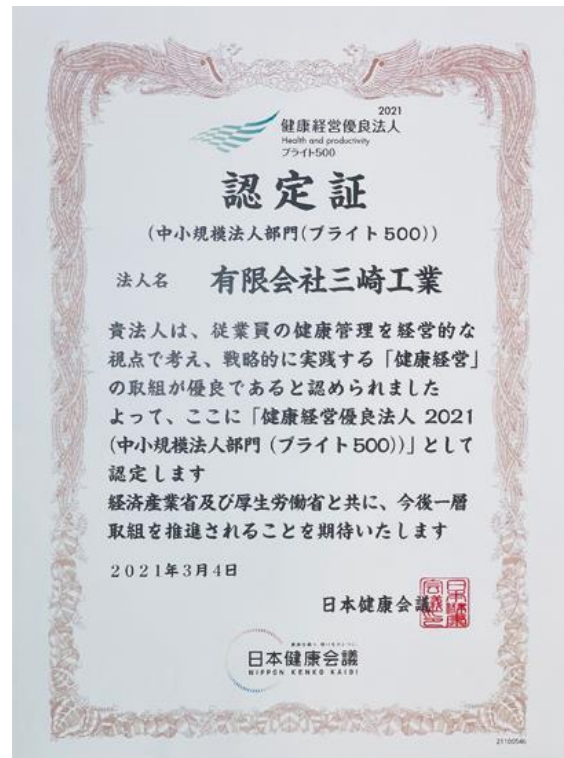 2021
健康経営優良法人
Health and productivity
ブライト500
認定証
(中小規模法人部門(ブライト500))
法人名 有限会社三崎工業
貴法人は、従業員の健康管理を経営的な
視点で考え、戦略的に実践する「健康経営」
の取組が優良であると認められました
よって、ここに「健康経営優良法人 2021
(中小規模法人部門 (ブライト500))」として
認定します
経済産業省及び厚生労働省と共に、今後一層
取組を推進されることを期待いたします
2021年3月4日
日本健康会議
日本健康会議
NIPPON KENKO KAIGI
21100546